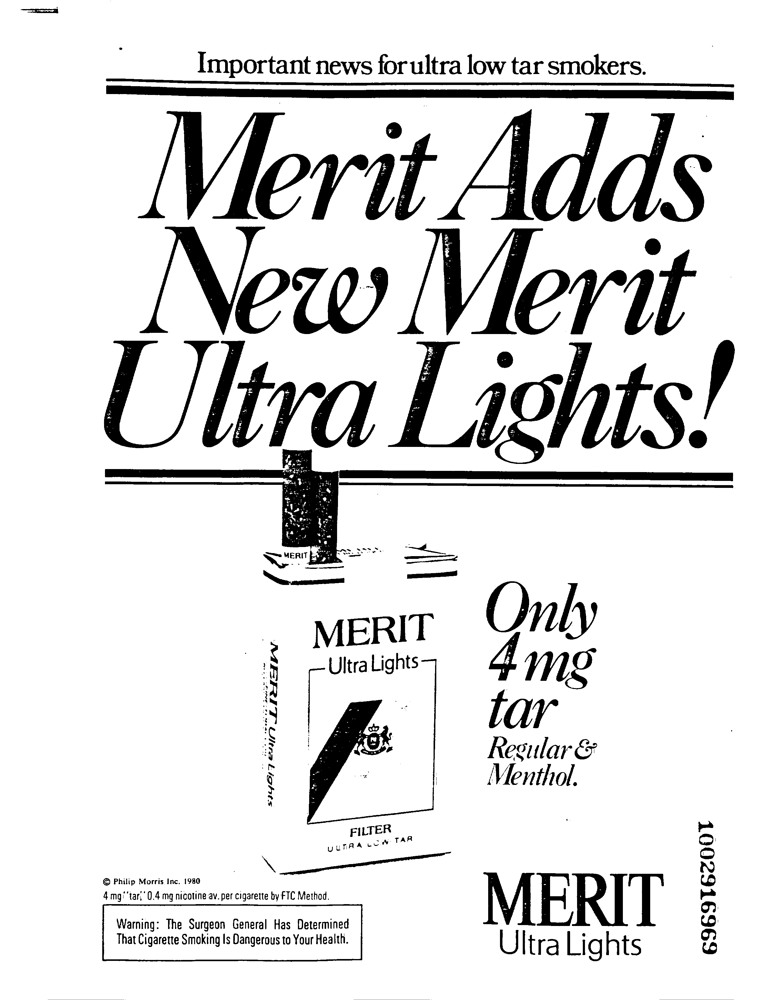 Important news for ultra low tar smokers.
Merit Adds
New Merit
Ultra Lights!
MERIT
MERIT
Ultra Lights
MERIT Ultra Lights
FILTER
ULTRA LOW TAR
Only
4 mg
tar
Regular &
Menthol.
© Philip Morris Inc. 1980
4 mg "tar," 0.4 mg nicotine av. per cigarette by FTC Method.
Warning: The Surgeon General Has Determined
That Cigarette Smoking Is Dangerous to Your Health.
MERIT
Ultra Lights
1002916969